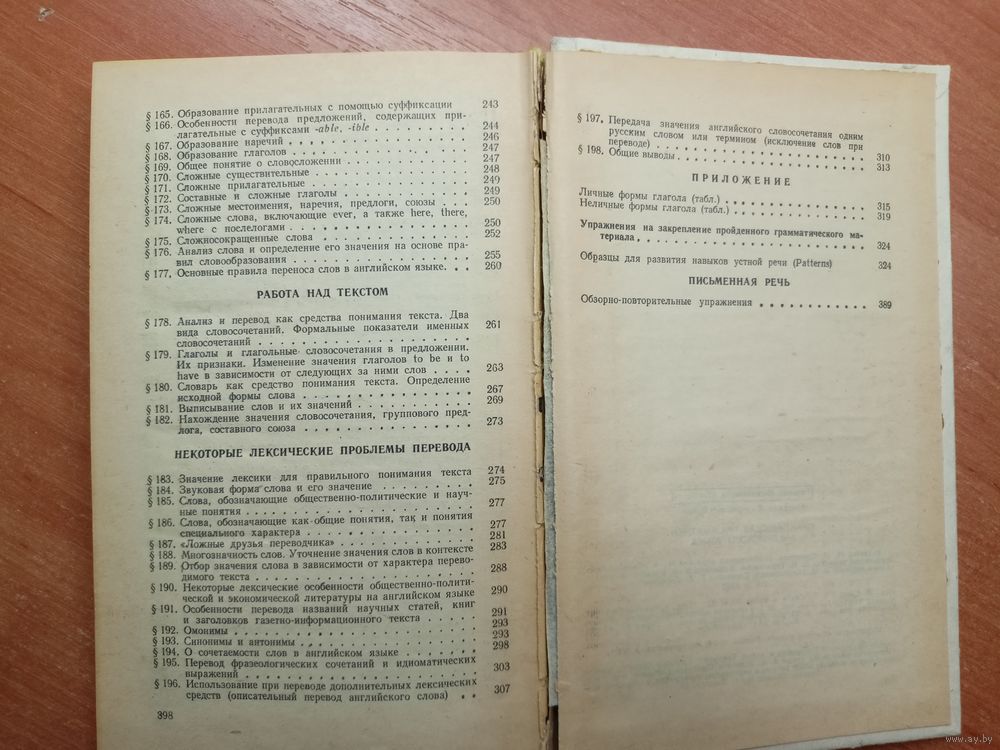 § 165. Образование прилагательных с помощью суффиксации 243
§ 166. Особенности перевода предложений, содержащих при-
лагательные с суффиксами -able, -ible . . . . . . . . . . 244
§ 167. Образование наречий . . . . . . . . . . . . . . 246
§ 168. Образование глаголов . . . . . . . . . . . . . . 247
§ 169. Общее понятие о словосложении . . . . . . . . . . 247
§ 170. Сложные существительные . . . . . . . . . . . . 248
§ 171. Сложные прилагательные . . . . . . . . . . . . 249
§ 172. Составные и сложные глаголы . . . . . . . . . . 249
§ 173. Сложные местоимения, наречия, предлоги, союзы . . . 250
§ 174. Сложные слова, включающие ever, а также here, there,
where с послелогами . . . . . . . . . . . . . . 250
§ 175. Сложносокращенные слова . . . . . . . . . . . . 252
§ 176. Анализ слова и определение его значения на основе пра-
вил словообразования . . . . . . . . . . . . . . 255
§ 177. Основные правила переноса слов в английском языке. . . 260
РАБОТА НАД ТЕКСТОМ
§ 178. Анализ и перевод как средства понимания текста. Два
вида словосочетаний. Формальные показатели именных
словосочетаний . . . . . . . . . . . . . . . . 261
§ 179. Глаголы и глагольные словосочетания в предложении.
Их признаки. Изменение значения глаголов to be и to
have в зависимости от следующих за ними слов . . . . 263
§ 180. Словарь как средство понимания текста. Определение
исходной формы слова . . . . . . . . . . . . . . 267
§ 181. Выписывание слов и их значений . . . . . . . . . . 269
§ 182. Нахождение значения словосочетания, группового пред-
лога, составного союза . . . . . . . . . . . . . . 273
НЕКОТОРЫЕ ЛЕКСИЧЕСКИЕ ПРОБЛЕМЫ ПЕРЕВОДА
§ 183. Значение лексики для правильного понимания текста 274
§ 184. Звуковая форма слова и его значение . . . . . . . . 275
§ 185. Слова, обозначающие общественно-политические и науч-
ные понятия . . . . . . . . . . . . . . . . . . 277
§ 186. Слова, обозначающие как общие понятия, так и понятия
специального характера . . . . . . . . . . . . . . 277
§ 187. «Ложные друзья переводчика» . . . . . . . . . . 281
§ 188. Многозначность слов. Уточнение значения слов в контексте 283
§ 189. Отбор значения слова в зависимости от характера перево-
димого текста . . . . . . . . . . . . . . . . . . 288
§ 190. Некоторые лексические особенности общественно-полити-
ческой и экономической литературы на английском языке 290
§ 191. Особенности перевода названий научных статей, книг
и заголовков газетно-информационного текста . . . . 291
§ 192. Омонимы . . . . . . . . . . . . . . . . . . . . 293
§ 193. Синонимы и антонимы . . . . . . . . . . . . . . 293
§ 194. О сочетаемости слов в английском языке . . . . . . . 298
§ 195. Перевод фразеологических сочетаний и идиоматических
выражений . . . . . . . . . . . . . . . . . . . . 303
§ 196. Использование при переводе дополнительных лексических
средств (описательный перевод английского слова) . . 307
398
§ 197. Передача значения английского словосочетания одним
русским словом или термином (исключение слов при
переводе) . . . . . . . . . . . . . . . . . . . . 310
§ 198. Общие выводы . . . . . . . . . . . . . . . . . . 313
ПРИЛОЖЕНИЕ
Личные формы глагола (табл.) . . . . . . . . . . . . 315
Неличные формы глагола (табл.) . . . . . . . . . . . . 319
Упражнения на закрепление пройденного грамматического ма-
териала . . . . . . . . . . . . . . . . . . . . 324
Образцы для развития навыков устной речи (Patterns) 324
ПИСЬМЕННАЯ РЕЧЬ
Обзорно-повторительные упражнения . . . . . . . . . . . . 389
www.ay.by